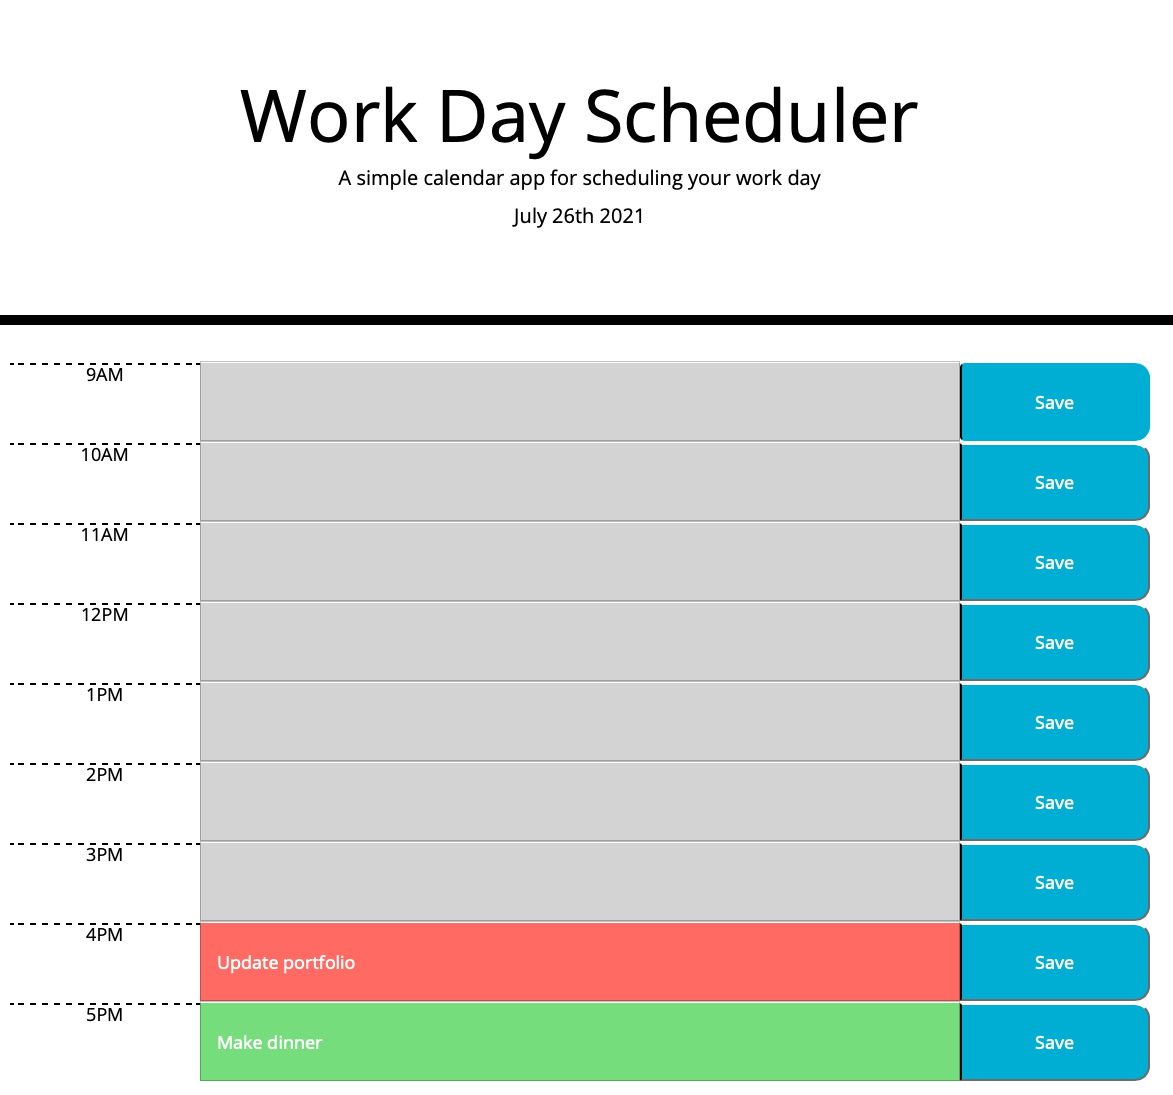 Work Day Scheduler
A simple calendar app for scheduling your work day
July 26th 2021
9AM
Save
10AM
Save
11AM
Save
12PM
Save
1PM
Save
2PM
Save
3PM
Save
4PM
Update portfolio
Save
5PM
Make dinner
Save